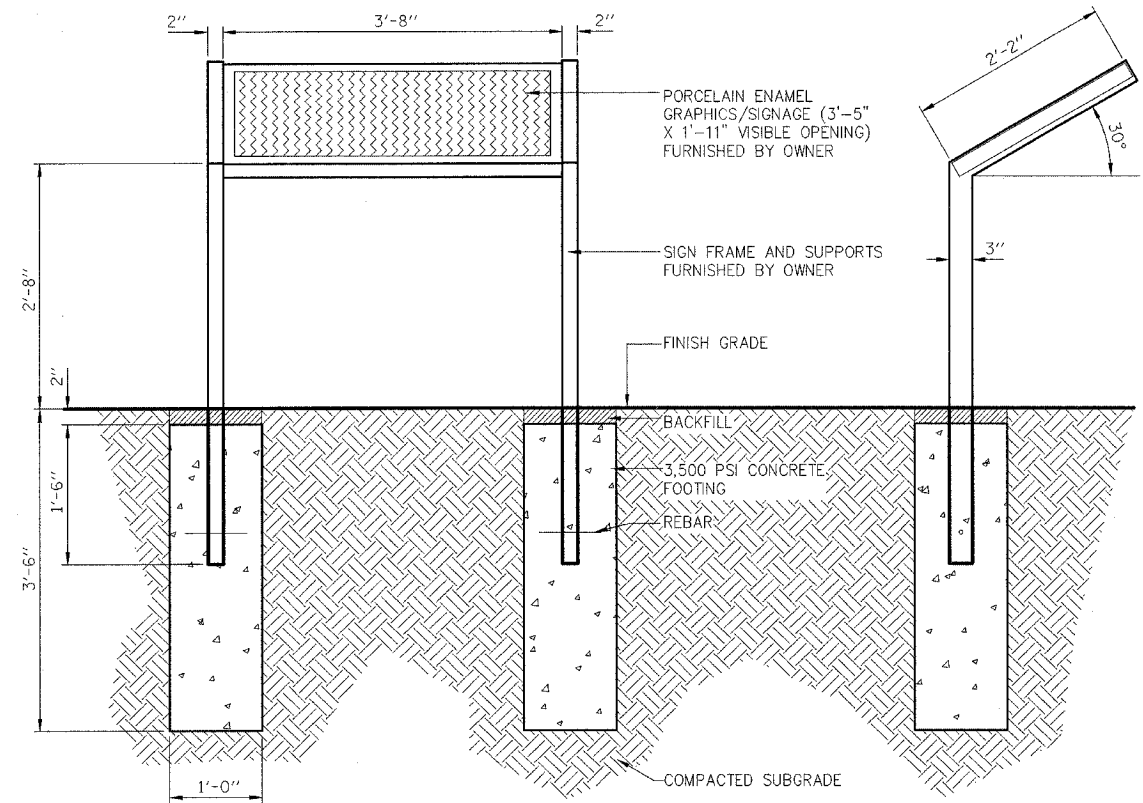 2"
3'-8"
2"
2'-2"
PORCELAIN ENAMEL
GRAPHICS/SIGNAGE (3'-5"
X 1'-11" VISIBLE OPENING)
FURNISHED BY OWNER
30°
SIGN FRAME AND SUPPORTS
FURNISHED BY OWNER
3"
2'-8"
FINISH GRADE
2"
BACKFILL
3,500 PSI CONCRETE
FOOTING
1'-6"
REBAR
3'-6"
COMPACTED SUBGRADE
1'-0"